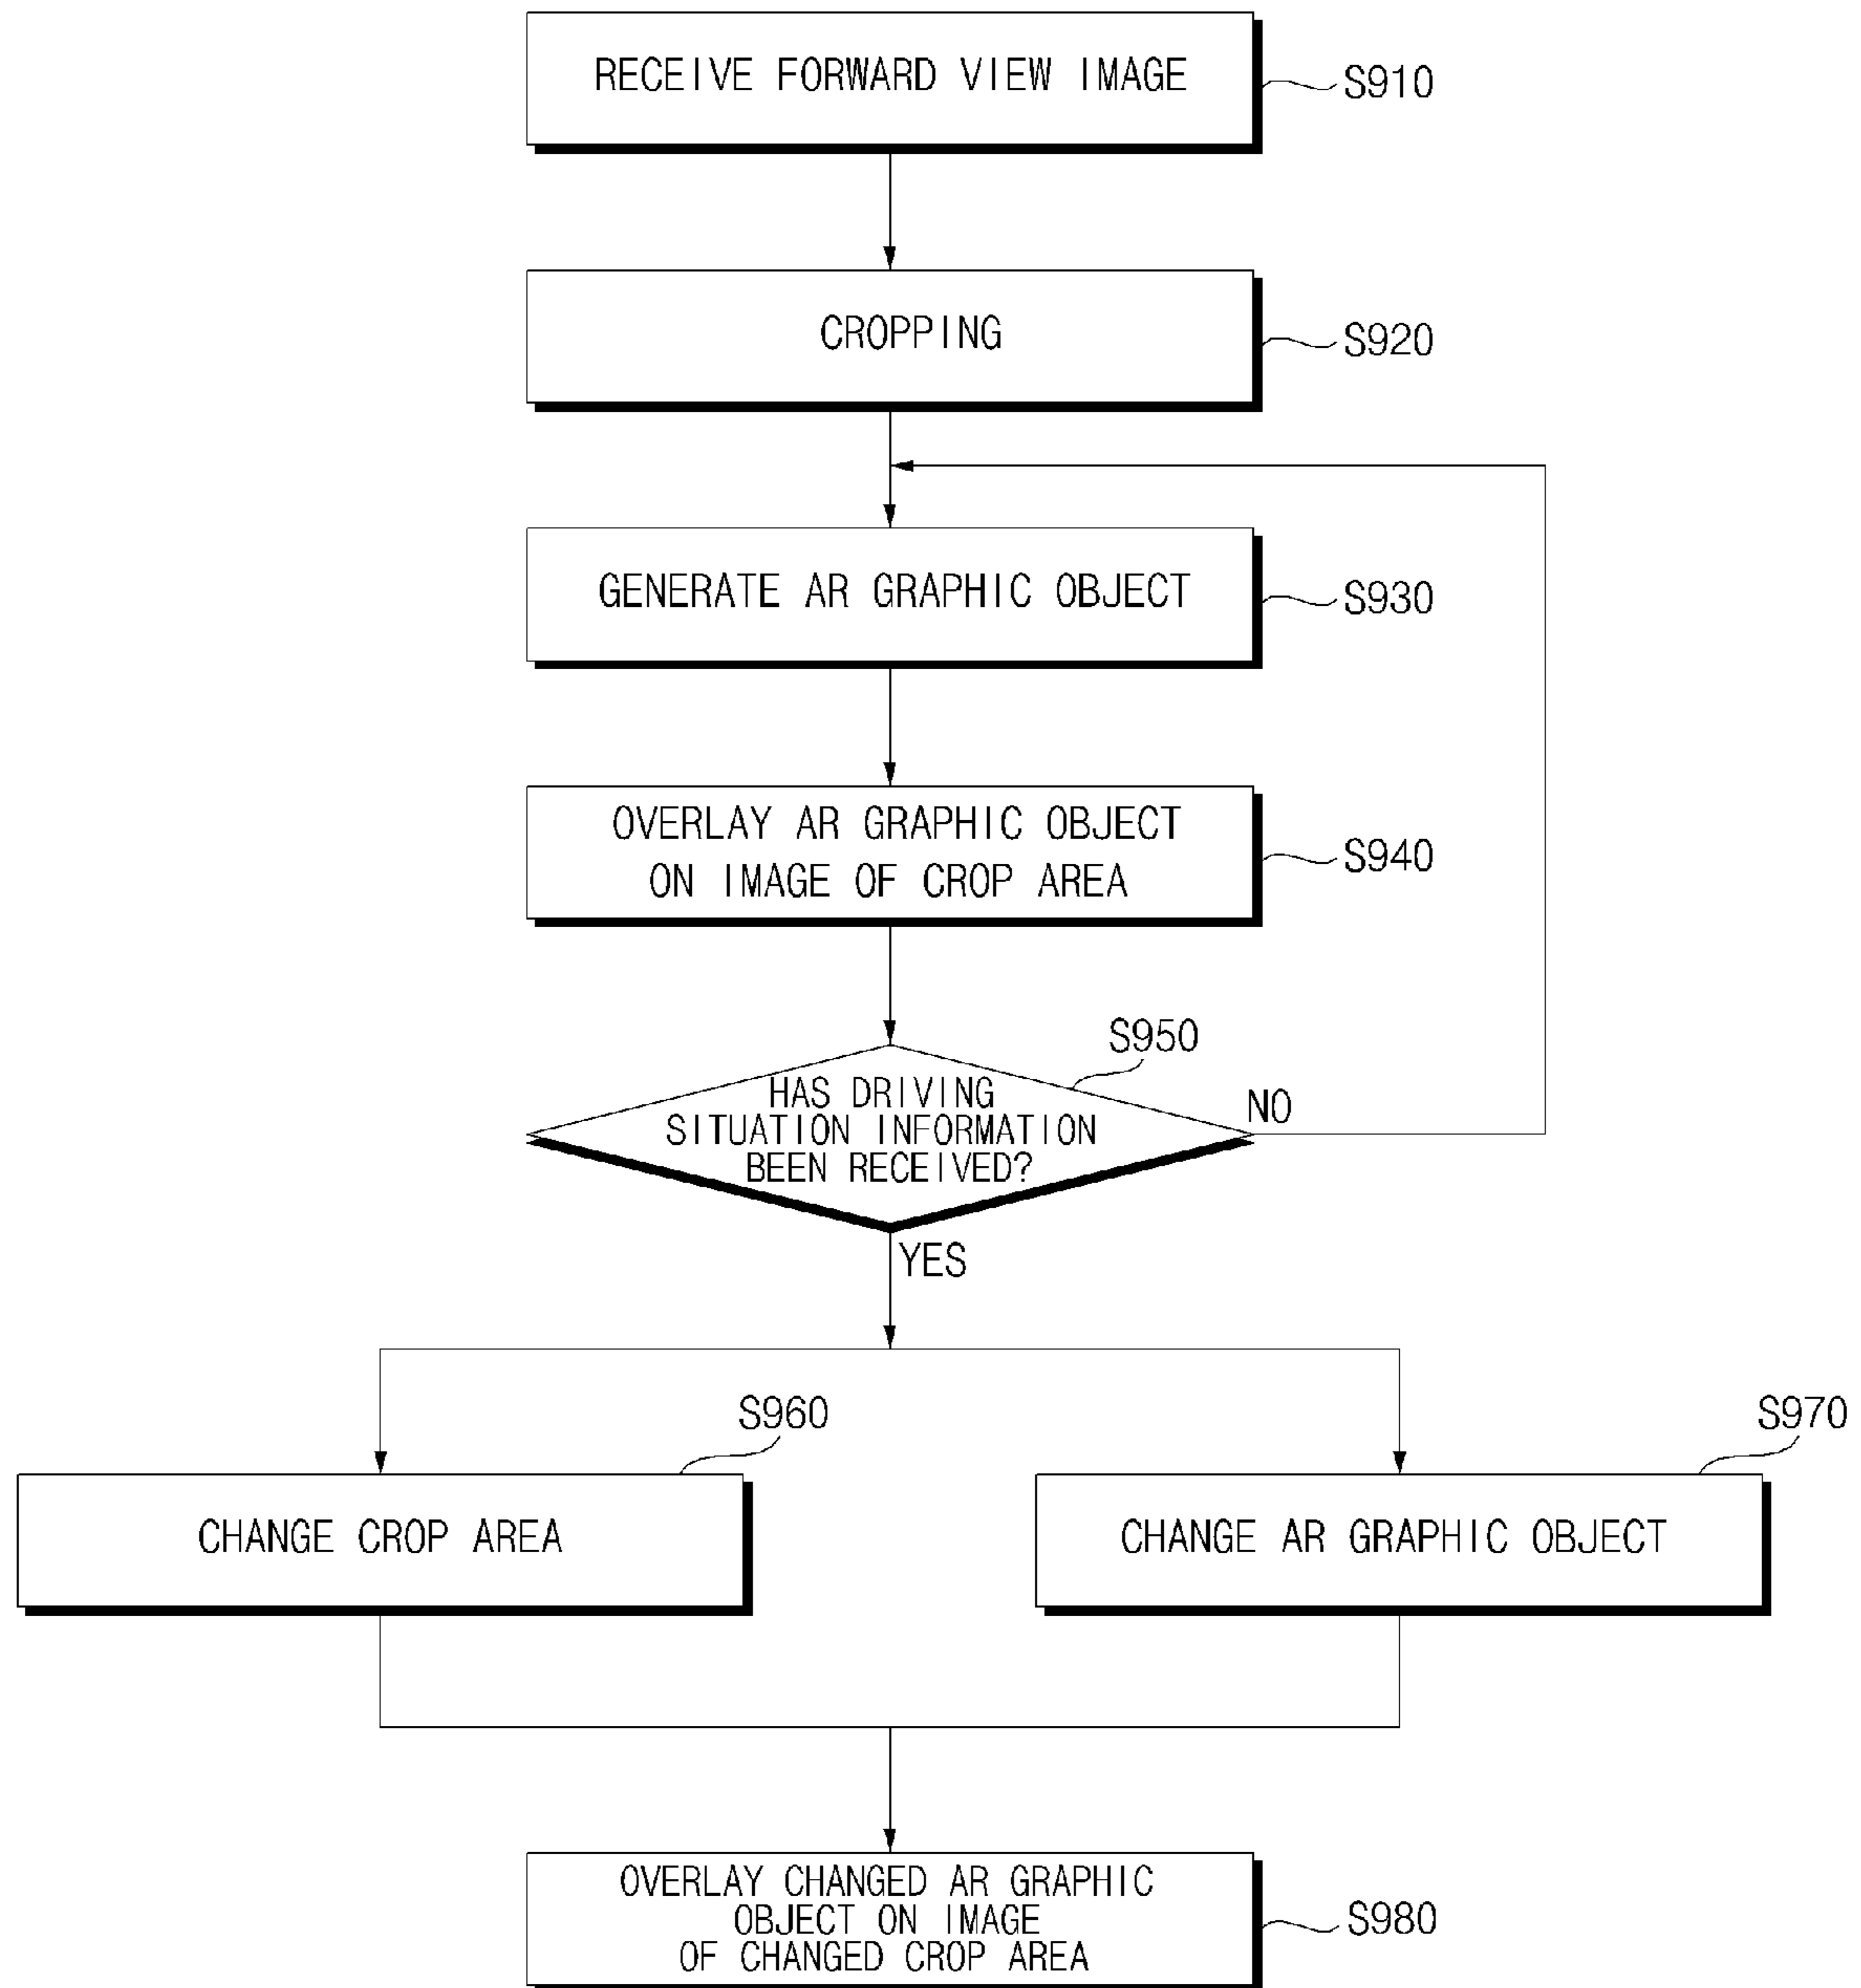 RECEIVE FORWARD VIEW IMAGE
S910
CROPPING
S920
GENERATE AR GRAPHIC OBJECT
S930
OVERLAY AR GRAPHIC OBJECT
ON IMAGE OF CROP AREA
S940
S950
HAS DRIVING
SITUATION INFORMATION
BEEN RECEIVED?
NO
YES
S960
S970
CHANGE CROP AREA
CHANGE AR GRAPHIC OBJECT
OVERLAY CHANGED AR GRAPHIC
OBJECT ON IMAGE
OF CHANGED CROP AREA
S980